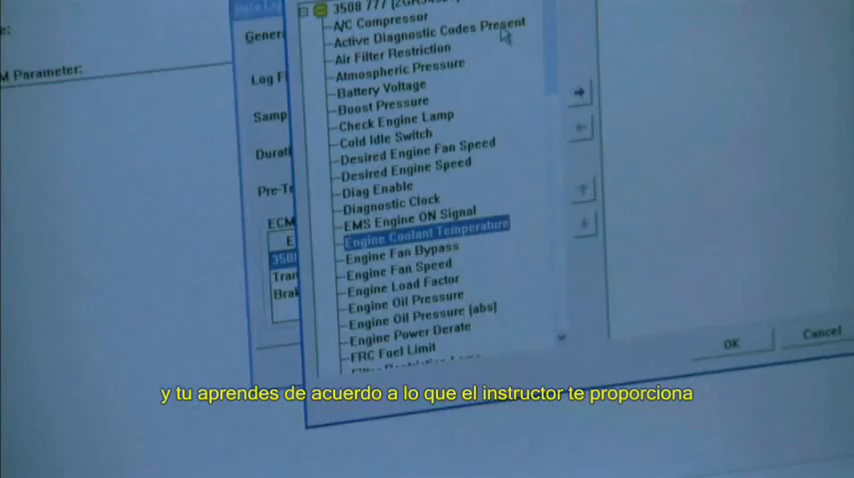 M Parameter:
Log F
Samp
Durati
Pre-Tr
ECM
E
350
Tran
Brak
3508 777
A/C Compressor
Active Diagnostic Codes Present
Air Filter Restriction
Atmospheric Pressure
Battery Voltage
Boost Pressure
Check Engine Lamp
Cold Idle Switch
Desired Engine Fan Speed
Desired Engine Speed
Diag Enable
Diagnostic Clock
EMS Engine ON Signal
Engine Coolant Temperature
Engine Fan Bypass
Engine Fan Speed
Engine Load Factor
Engine Oil Pressure
Engine Oil Pressure (abs)
Engine Power Derate
FRC Fuel Limit
OK
Cancel
y tu aprendes de acuerdo a lo que el instructor te proporciona